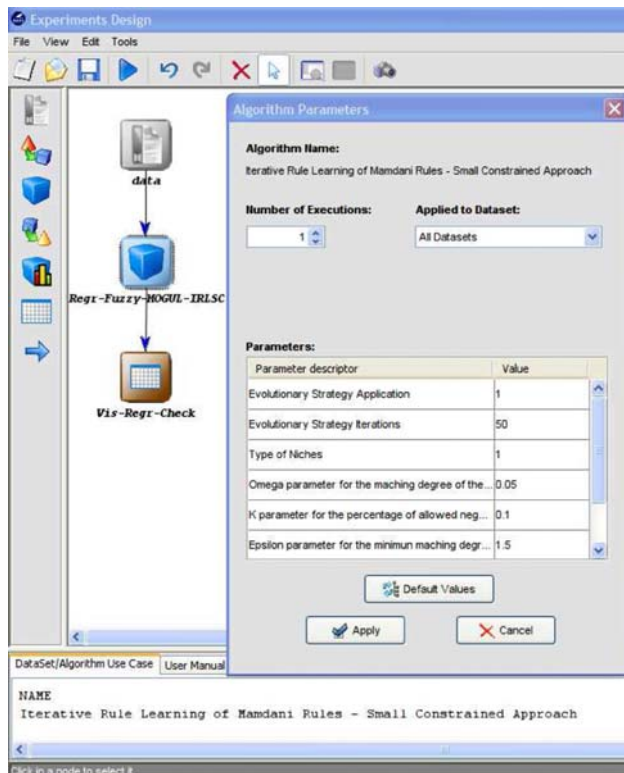 Experiments Design
File View Edit Tools
data
Regr-Fuzzy-MOGUL-IRLSC
Vis-Regr-Check
Algorithm Parameters
Algorithm Name:
Iterative Rule Learning of Mamdani Rules - Small Constrained Approach
Number of Executions: Applied to Dataset:
1 All Datasets
Parameters:
Parameter descriptor Value
Evolutionary Strategy Application 1
Evolutionary Strategy Iterations 50
Type of Niches 1
Omega parameter for the maching degree of the... 0.05
K parameter for the percentage of allowed neg... 0.1
Epsilon parameter for the minimun maching degr... 1.5
Default Values
Apply Cancel
DataSet/Algorithm Use Case User Manual
NAME
Iterative Rule Learning of Mamdani Rules - Small Constrained Approach
Click in a node to select it